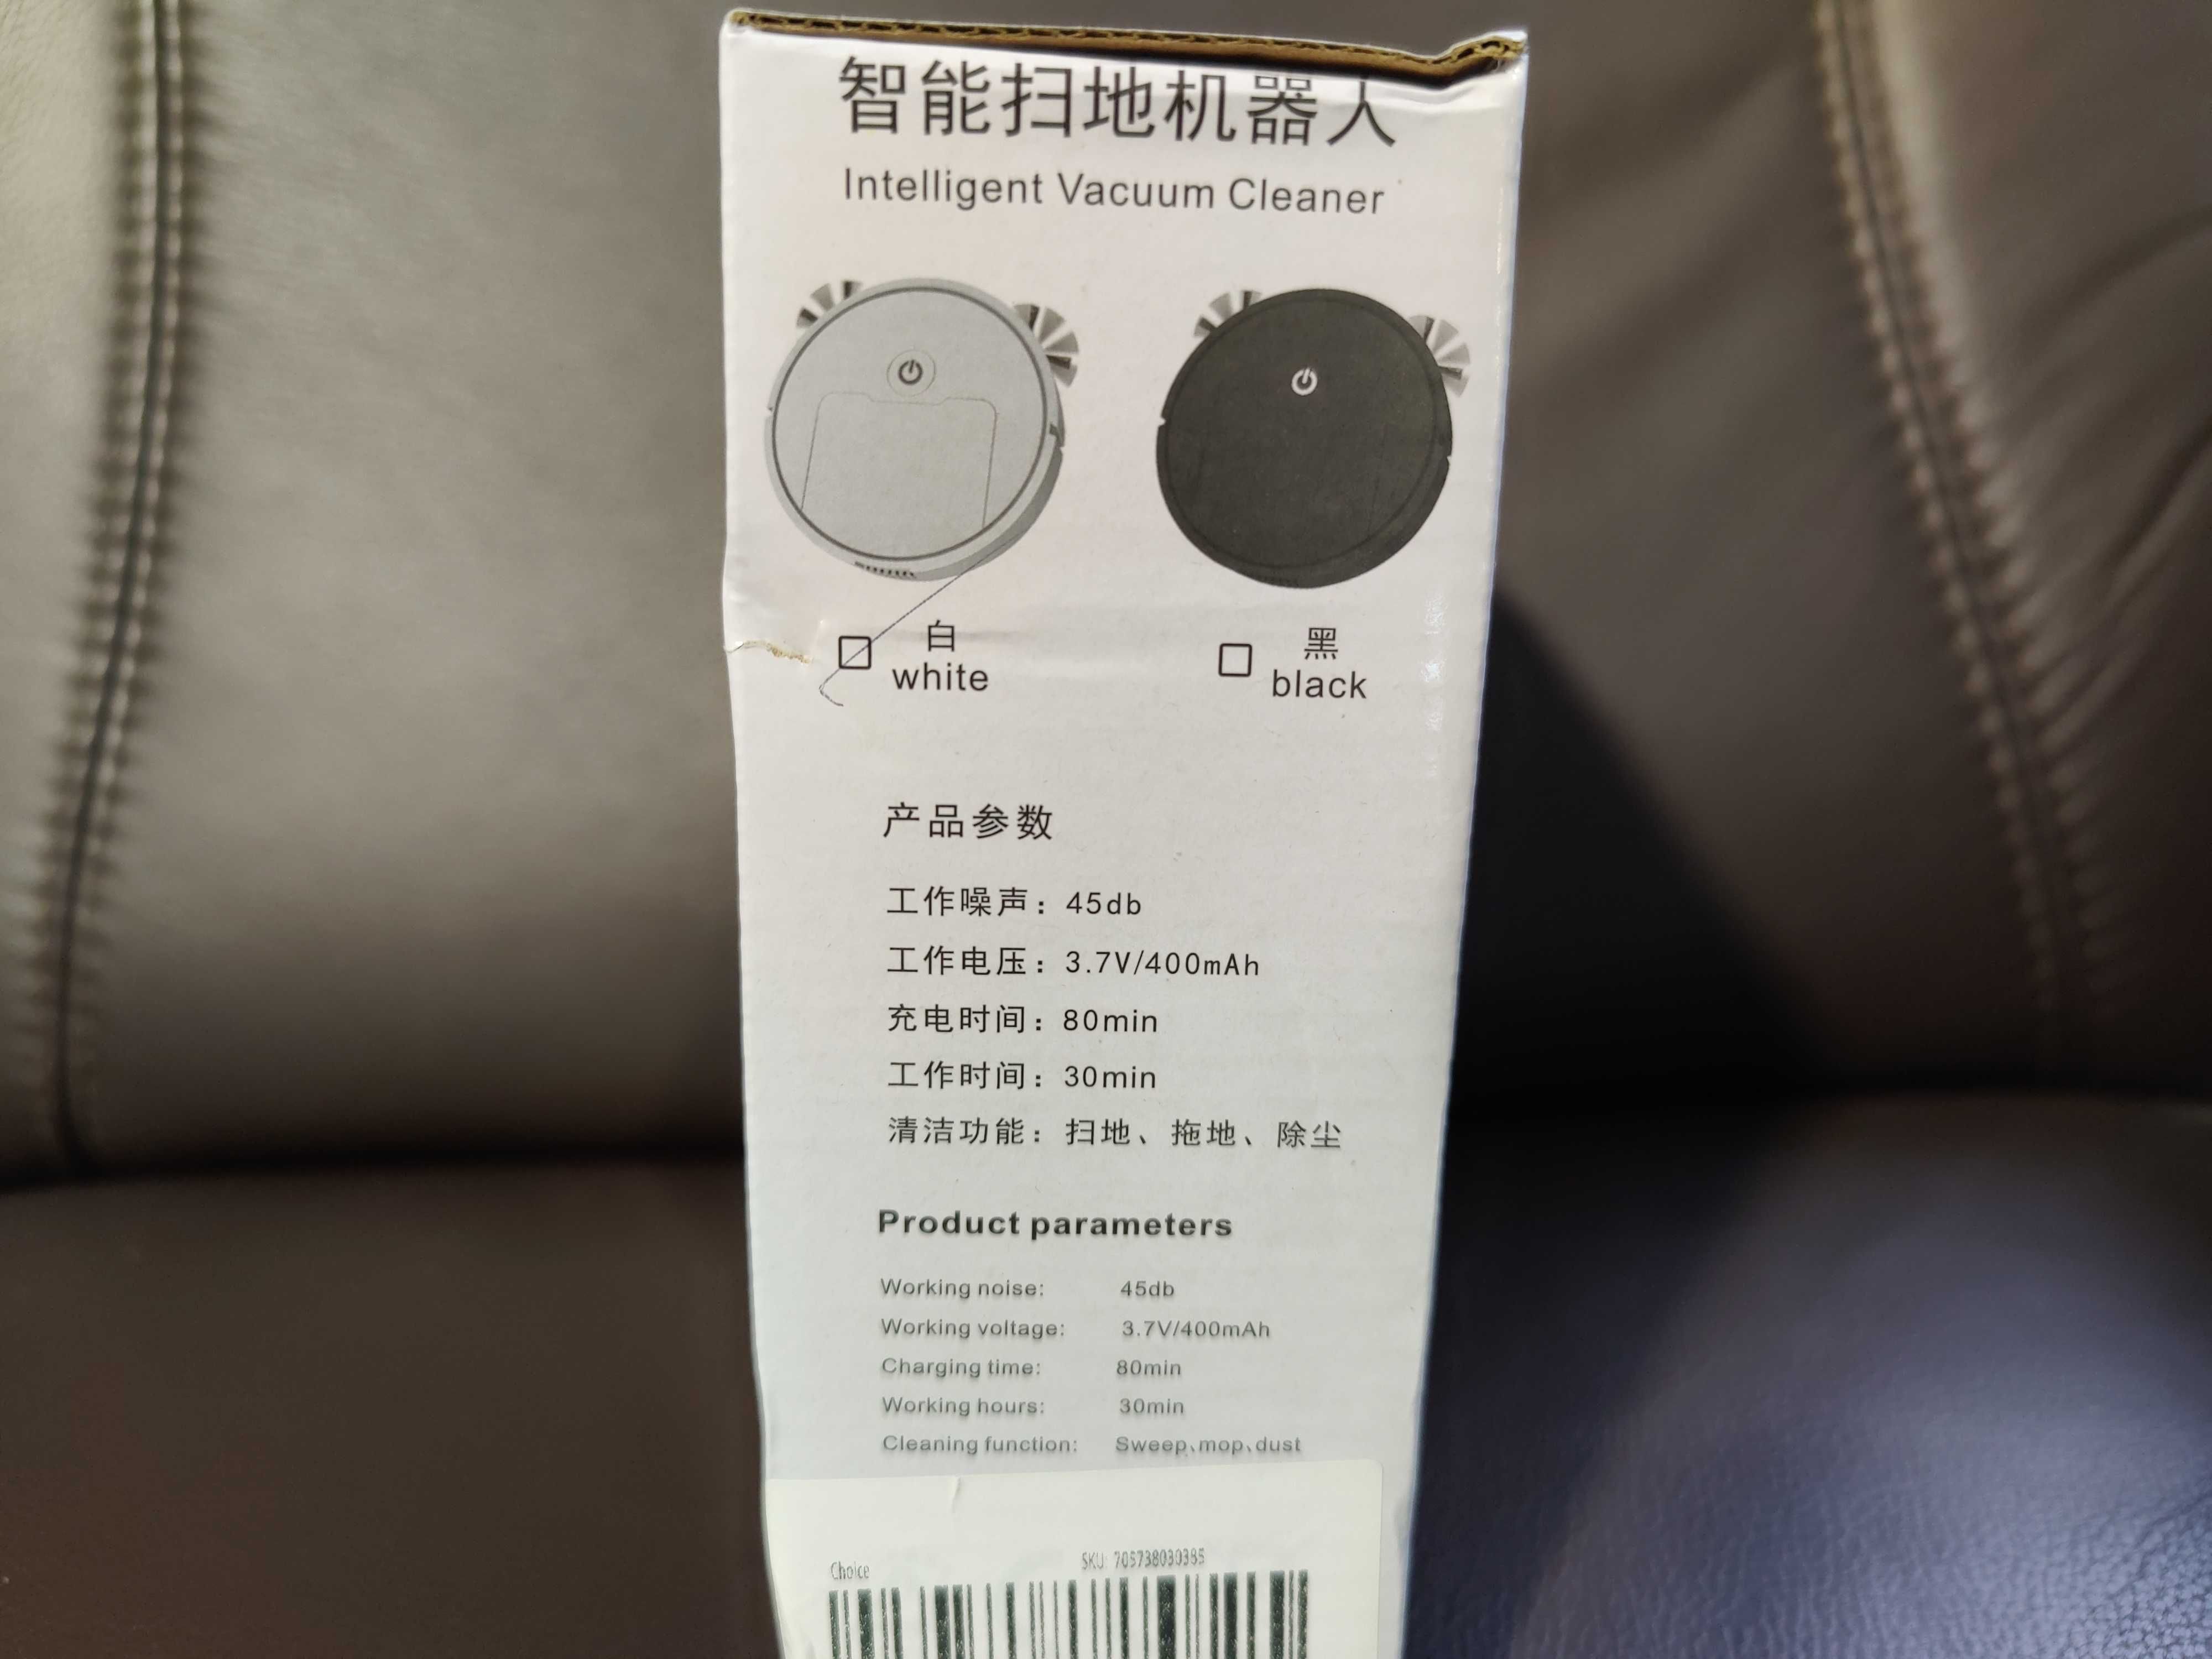 智能扫地机器人
Intelligent Vacuum Cleaner
白
white
黑
black
产品参数
工作噪声：45db
工作电压：3.7V/400mAh
充电时间：80min
工作时间：30min
清洁功能：扫地、拖地、除尘
Product parameters
Working noise: 45db
Working voltage: 3.7V/400mAh
Charging time: 80min
Working hours: 30min
Cleaning function: Sweep、mop、dust
Choice SKU: 705738030385